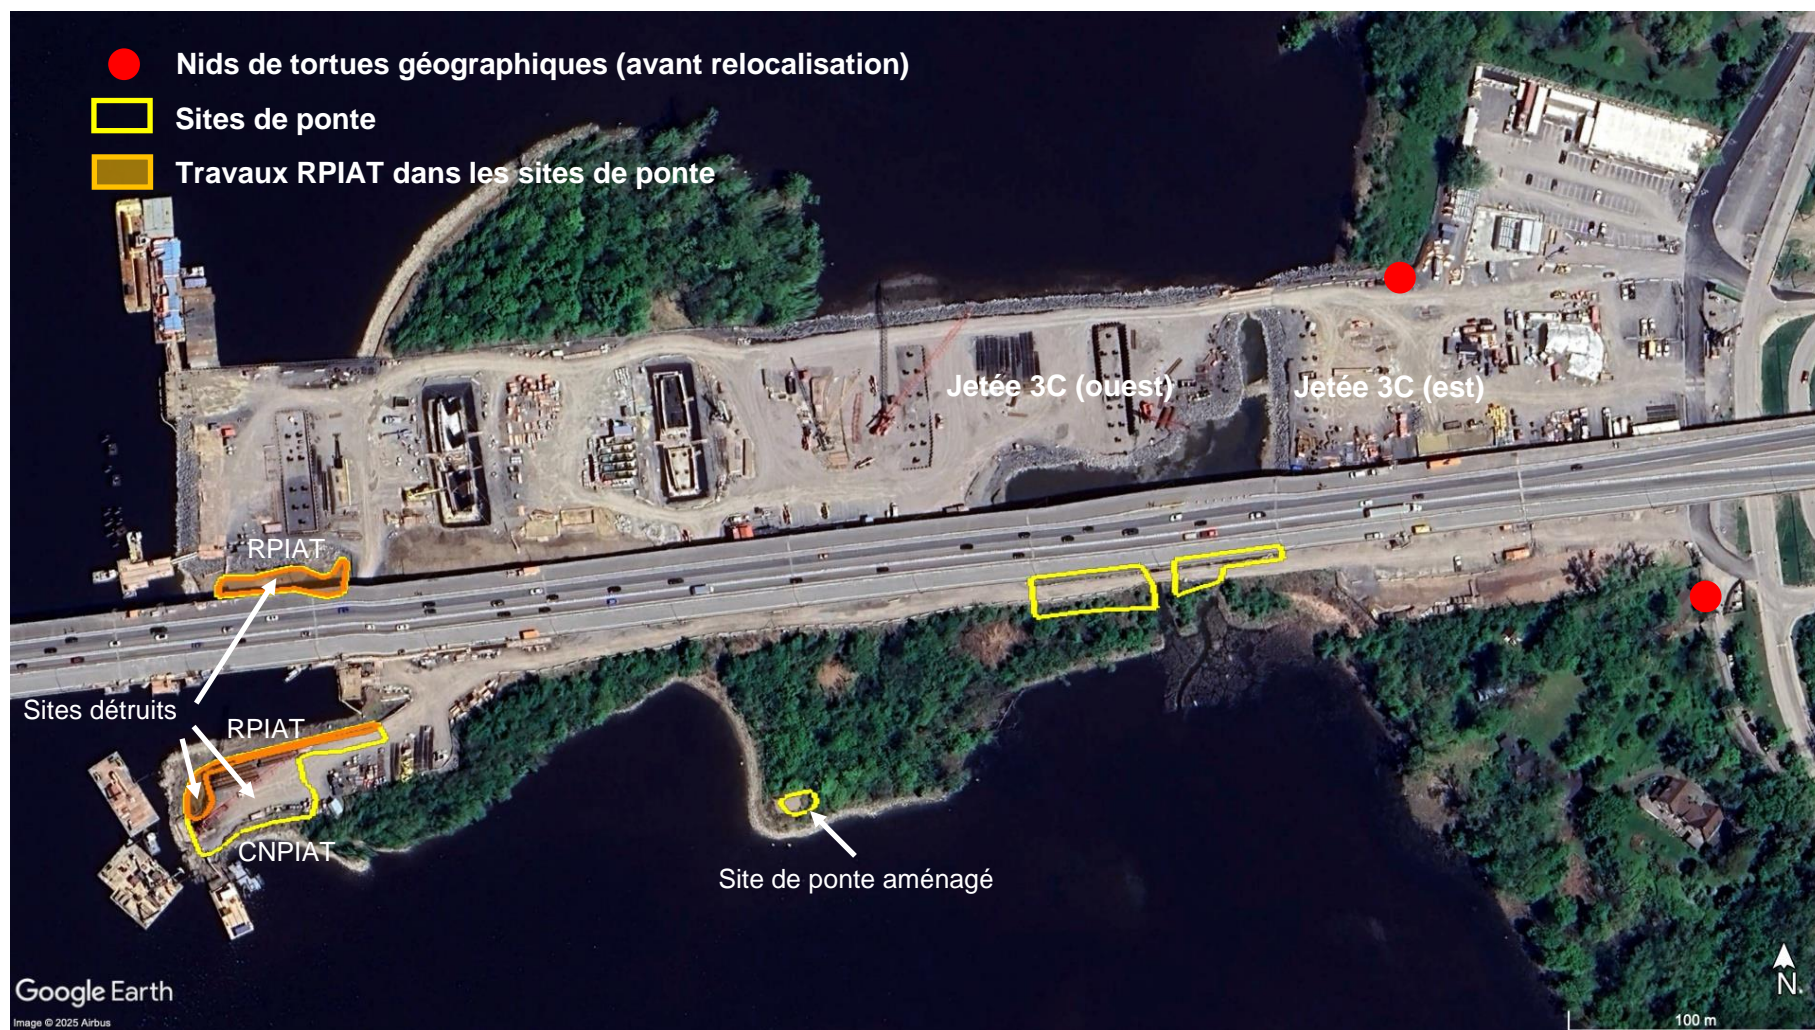 Nids de tortues géographiques (avant relocalisation)
Sites de ponte
Travaux RPIAT dans les sites de ponte
Jetée 3C (ouest)
Jetée 3C (est)
RPIAT
Sites détruits
RPIAT
CNPIAT
Site de ponte aménagé
Google Earth
Image © 2025 Airbus
N
100 m